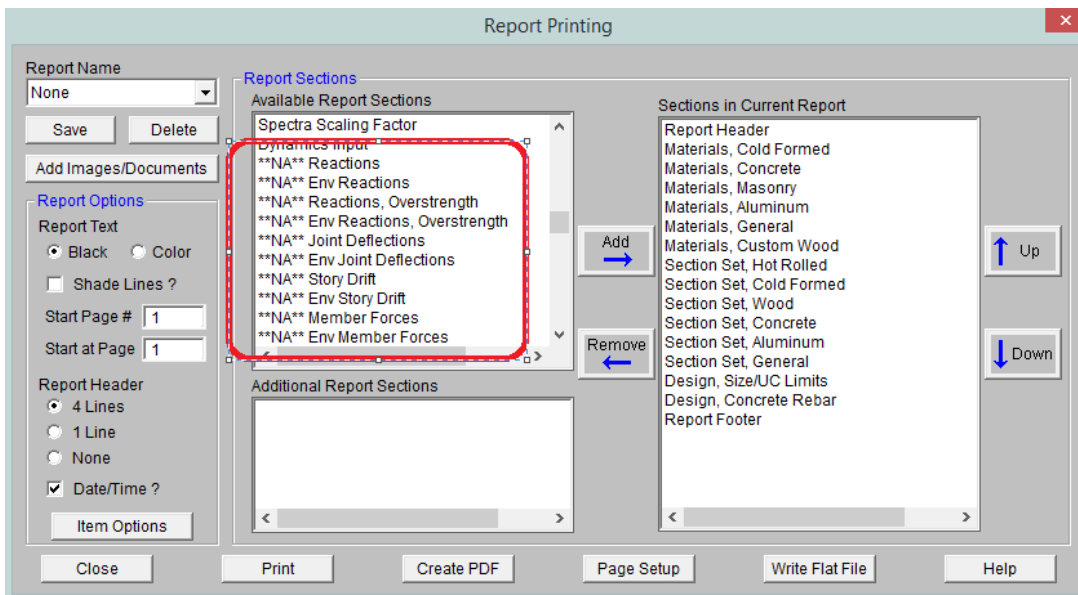 Report Printing
Report Name
None
Save
Delete
Add Images/Documents
Report Options
Report Text
Black
Color
Shade Lines ?
Start Page # 1
Start at Page 1
Report Header
4 Lines
1 Line
None
Date/Time ?
Item Options
Report Sections
Available Report Sections
Spectra Scaling Factor
Dynamics Input
**NA** Reactions
**NA** Env Reactions
**NA** Reactions, Overstrength
**NA** Env Reactions, Overstrength
**NA** Joint Deflections
**NA** Env Joint Deflections
**NA** Story Drift
**NA** Env Story Drift
**NA** Member Forces
**NA** Env Member Forces
Additional Report Sections
Add
Remove
Sections in Current Report
Report Header
Materials, Cold Formed
Materials, Concrete
Materials, Masonry
Materials, Aluminum
Materials, General
Materials, Custom Wood
Section Set, Hot Rolled
Section Set, Cold Formed
Section Set, Wood
Section Set, Concrete
Section Set, Aluminum
Section Set, General
Design, Size/UC Limits
Design, Concrete Rebar
Report Footer
Up
Down
Close
Print
Create PDF
Page Setup
Write Flat File
Help